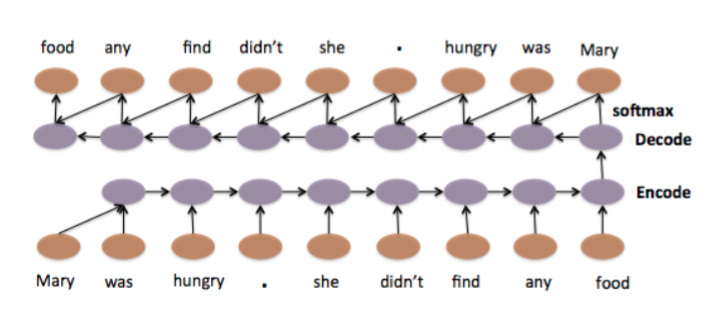 food any find didn't she . hungry was Mary
softmax
Decode
Encode
Mary was hungry . she didn't find any food